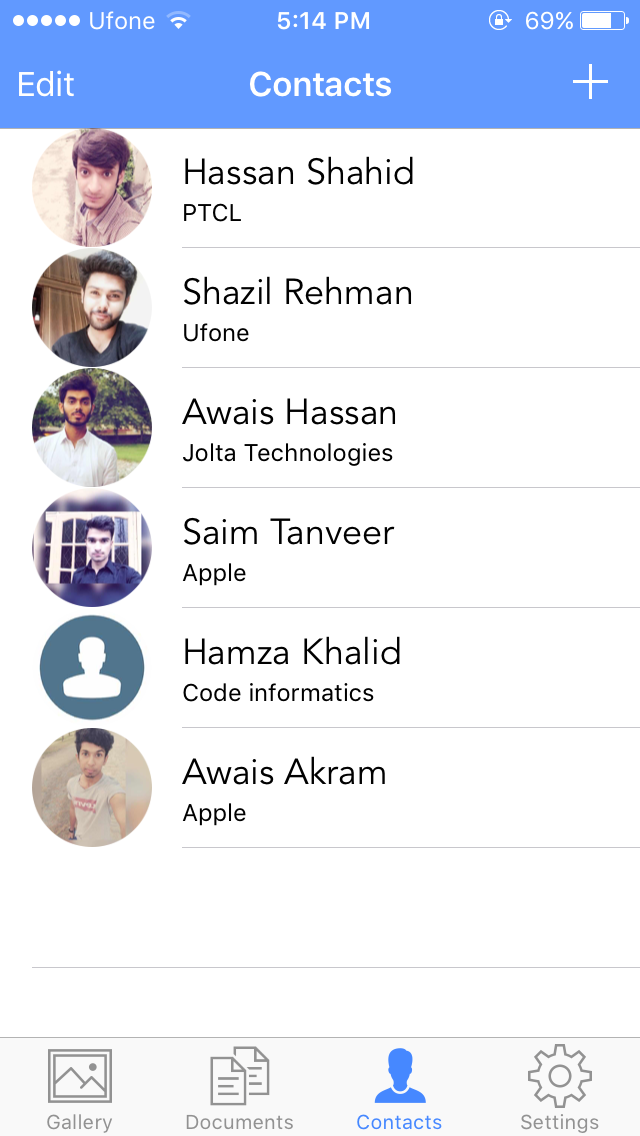 Ufone 5:14 PM 69%
Edit Contacts
Hassan Shahid
PTCL
Shazil Rehman
Ufone
Awais Hassan
Jolta Technologies
Saim Tanveer
Apple
Hamza Khalid
Code informatics
Awais Akram
Apple
Gallery Documents Contacts Settings